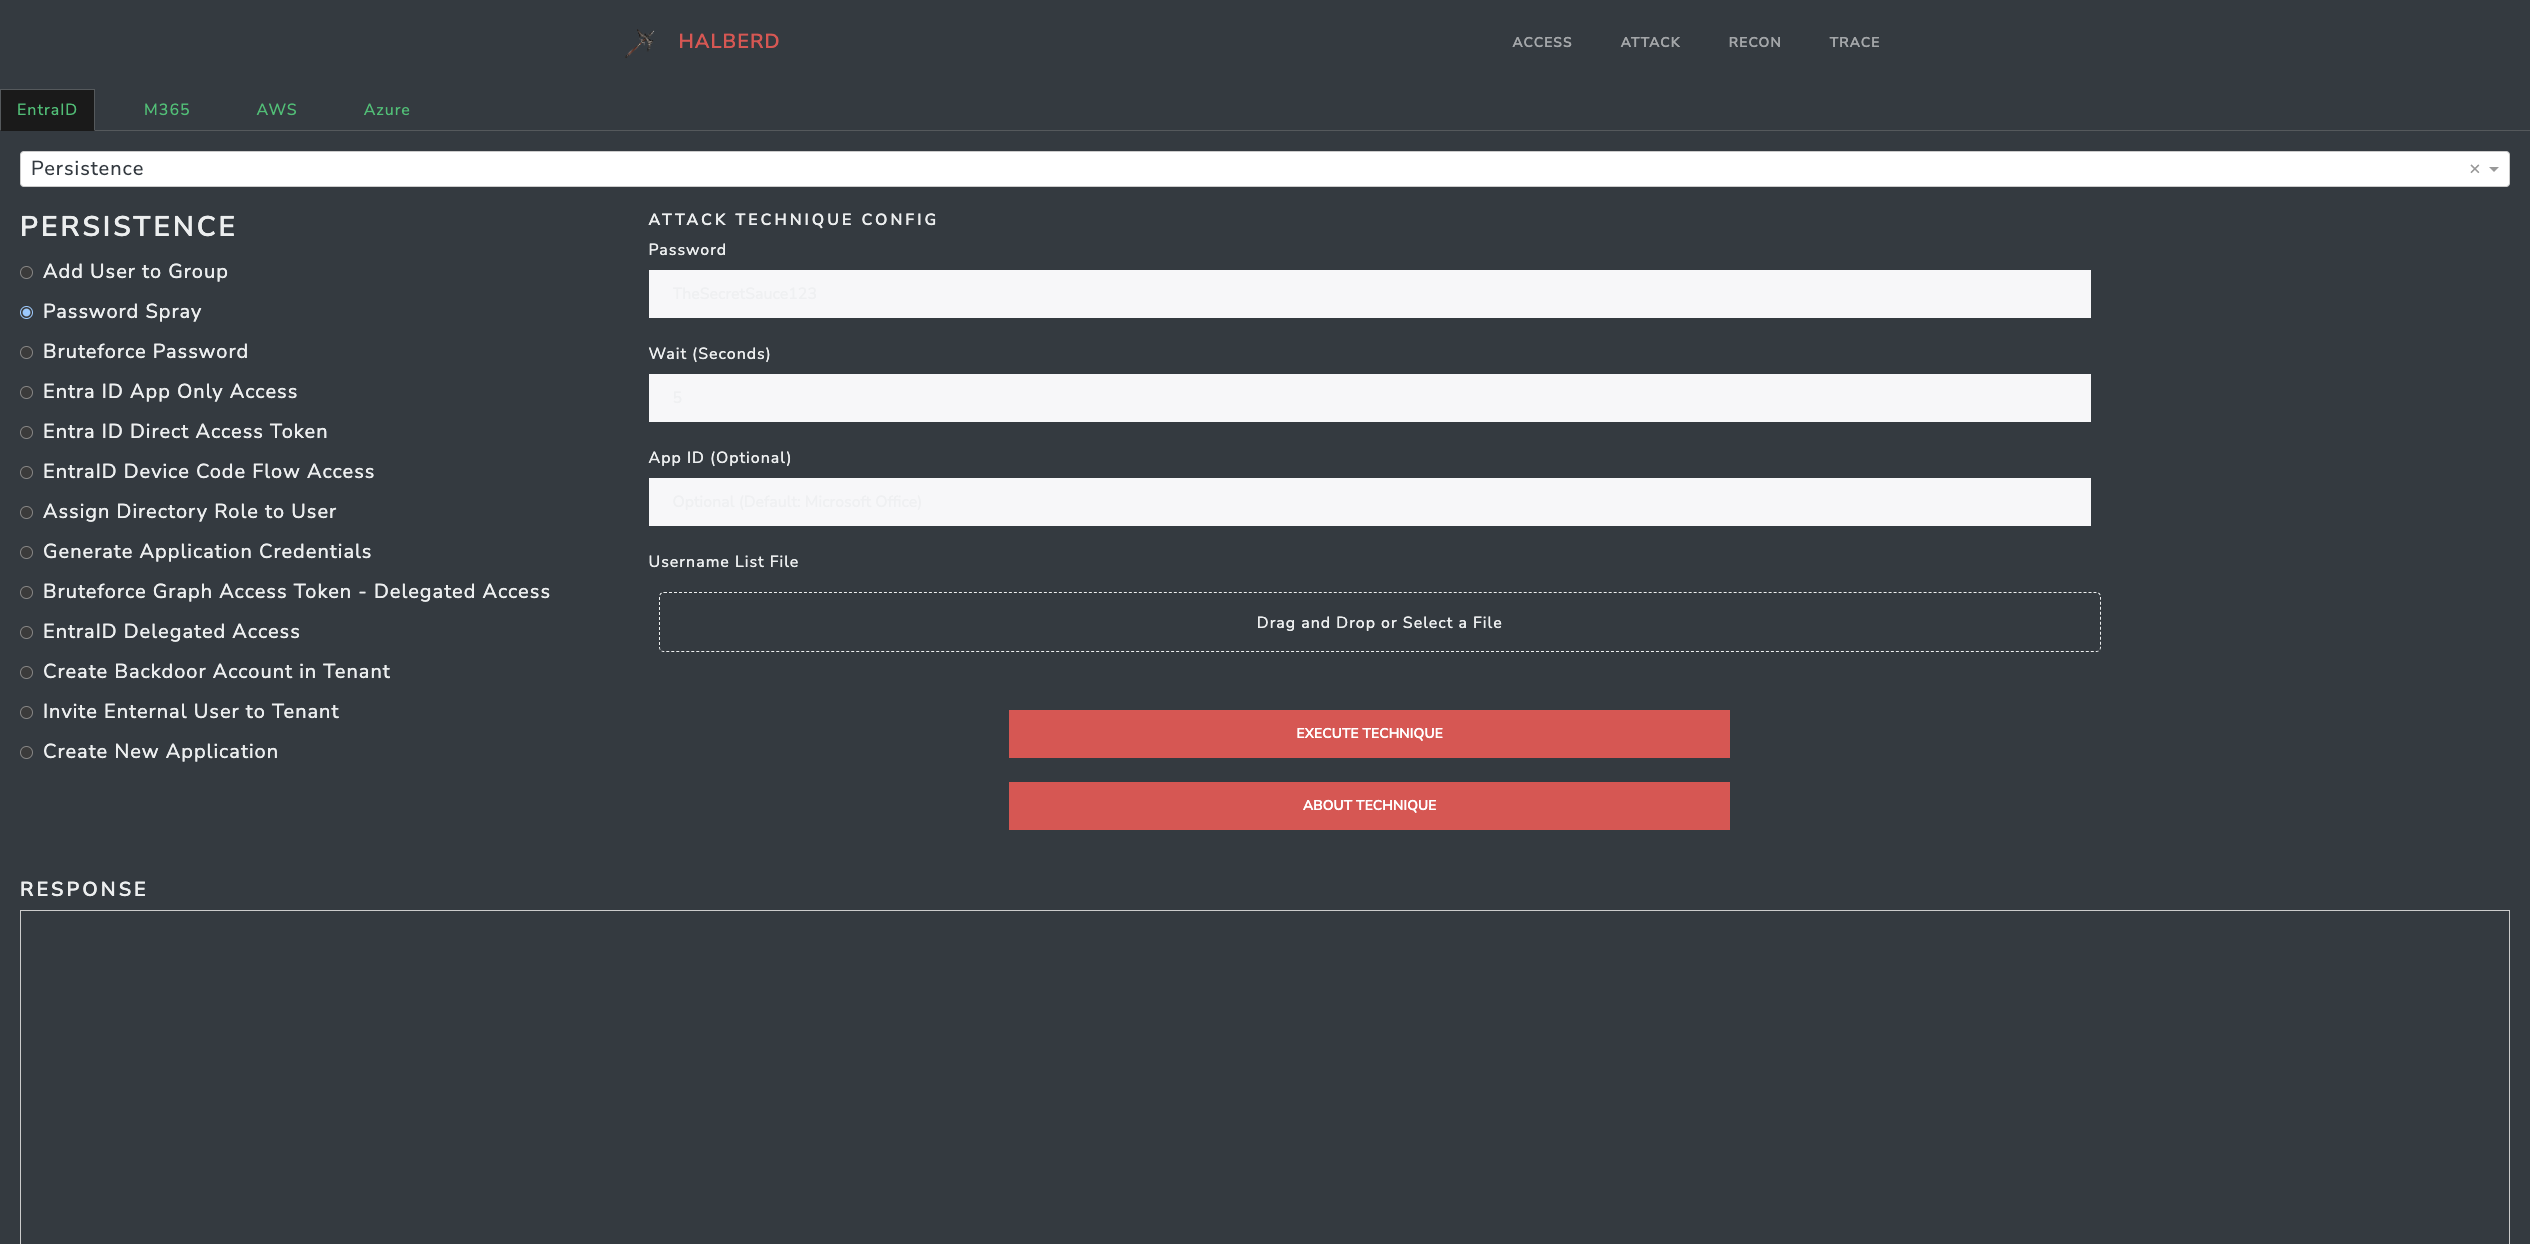 HALBERD
ACCESS ATTACK RECON TRACE
EntraID M365 AWS Azure
Persistence
PERSISTENCE
Add User to Group
Password Spray
Bruteforce Password
Entra ID App Only Access
Entra ID Direct Access Token
EntraID Device Code Flow Access
Assign Directory Role to User
Generate Application Credentials
Bruteforce Graph Access Token - Delegated Access
EntraID Delegated Access
Create Backdoor Account in Tenant
Invite Enternal User to Tenant
Create New Application
ATTACK TECHNIQUE CONFIG
Password
TheSecretSauce123
Wait (Seconds)
5
App ID (Optional)
Optional (Default: Microsoft Office)
Username List File
Drag and Drop or Select a File
EXECUTE TECHNIQUE
ABOUT TECHNIQUE
RESPONSE